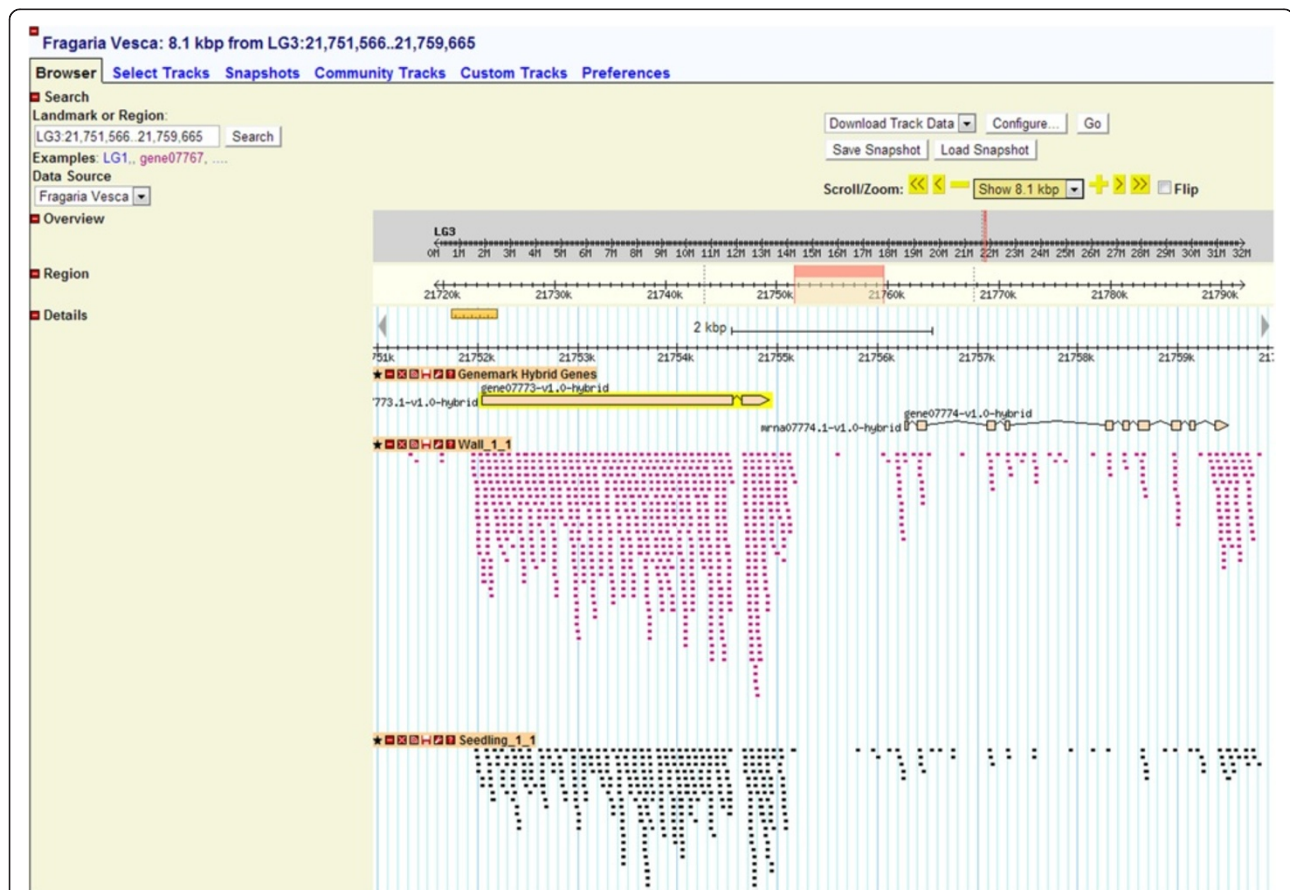 Fragaria Vesca: 8.1 kbp from LG3:21,751,566..21,759,665
Browser Select Tracks Snapshots Community Tracks Custom Tracks Preferences
Search
Landmark or Region:
LG3:21,751,566..21,759,665 Search
Examples: LG1,, gene07767, ....
Data Source
Fragaria Vesca
Download Track Data Configure... Go
Save Snapshot Load Snapshot
Scroll/Zoom: << < Show 8.1 kbp > >> Flip
Overview
LG3
0M 1M 2M 3M 4M 5M 6M 7M 8M 9M 10M 11M 12M 13M 14M 15M 16M 17M 18M 19M 20M 21M 22M 23M 24M 25M 26M 27M 28M 29M 30M 31M 32M
Region
21720k 21730k 21740k 21750k 21760k 21770k 21780k 21790k
Details
2 kbp
751k 21752k 21753k 21754k 21755k 21756k 21757k 21758k 21759k 217
Genemark Hybrid Genes
gene07773-v1.0-hybrid
773.1-v1.0-hybrid
gene07774-v1.0-hybrid
mrna07774.1-v1.0-hybrid
Wall_1_1
Seedling_1_1